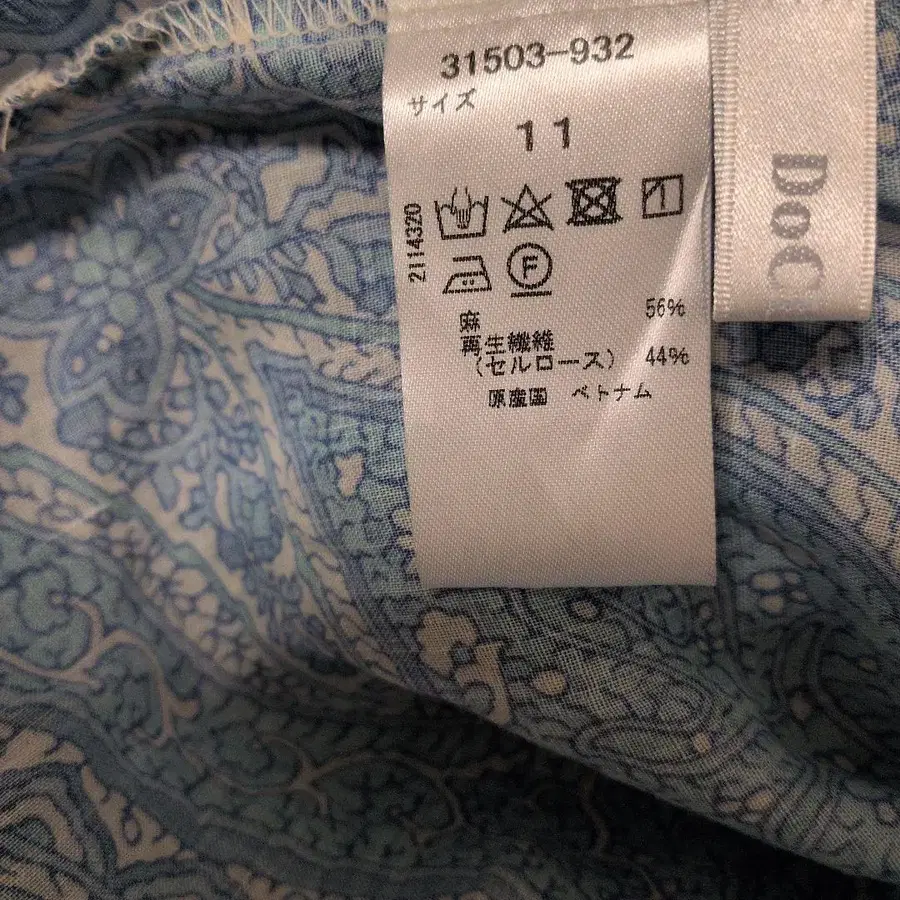 31503-932
サイズ
11
2114320
F
麻 56%
再生繊維
(セルロース) 44%
原産国 ベトナム
Doc